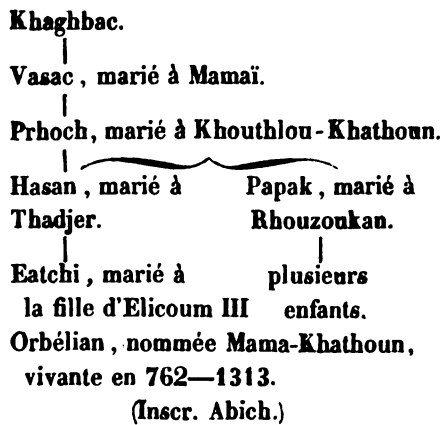 Khaghbac.
Vasac, marié à Mamaï.
Prhoch, marié à Khouthlou-Khathoun.
Hasan, marié à Papak, marié à
Thadjer. Rhouzoukan.
Eatchi, marié à plusieurs
la fille d'Elicoum III enfants.
Orbélian, nommée Mama-Khathoun,
vivante en 762—1313.
(Inscr. Abich.)